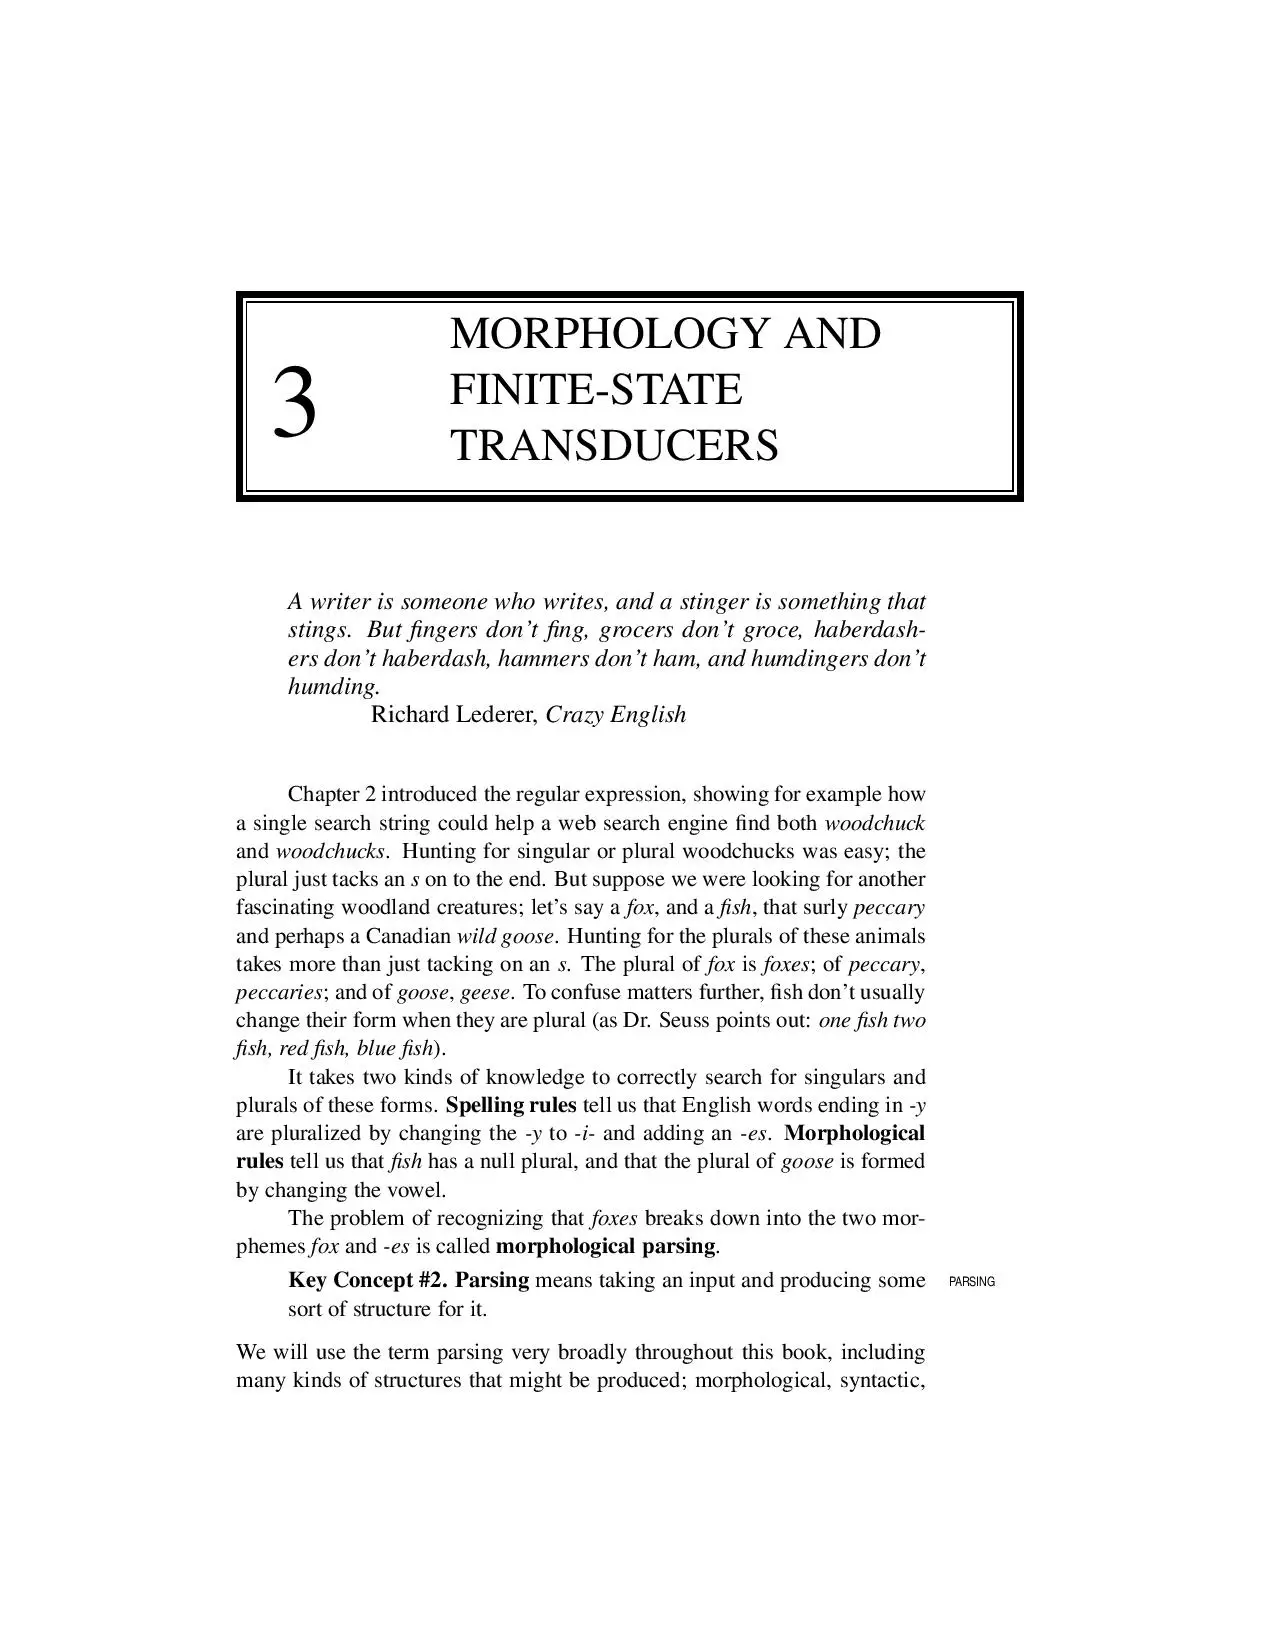 3
MORPHOLOGY AND
FINITE-STATE
TRANSDUCERS
A writer is someone who writes, and a stinger is something that
stings. But fingers don’t fing, grocers don’t groce, haberdash-
ers don’t haberdash, hammers don’t ham, and humdingers don’t
humding.
Richard Lederer, Crazy English
Chapter 2 introduced the regular expression, showing for example how
a single search string could help a web search engine find both woodchuck
and woodchucks. Hunting for singular or plural woodchucks was easy; the
plural just tacks an s on to the end. But suppose we were looking for another
fascinating woodland creatures; let’s say a fox, and a fish, that surly peccary
and perhaps a Canadian wild goose. Hunting for the plurals of these animals
takes more than just tacking on an s. The plural of fox is foxes; of peccary,
peccaries; and of goose, geese. To confuse matters further, fish don’t usually
change their form when they are plural (as Dr. Seuss points out: one fish two
fish, red fish, blue fish).
It takes two kinds of knowledge to correctly search for singulars and
plurals of these forms. Spelling rules tell us that English words ending in -y
are pluralized by changing the -y to -i- and adding an -es. Morphological
rules tell us that fish has a null plural, and that the plural of goose is formed
by changing the vowel.
The problem of recognizing that foxes breaks down into the two mor-
phemes fox and -es is called morphological parsing.
Key Concept #2. Parsing means taking an input and producing some
PARSING
sort of structure for it.
We will use the term parsing very broadly throughout this book, including
many kinds of structures that might be produced; morphological, syntactic,